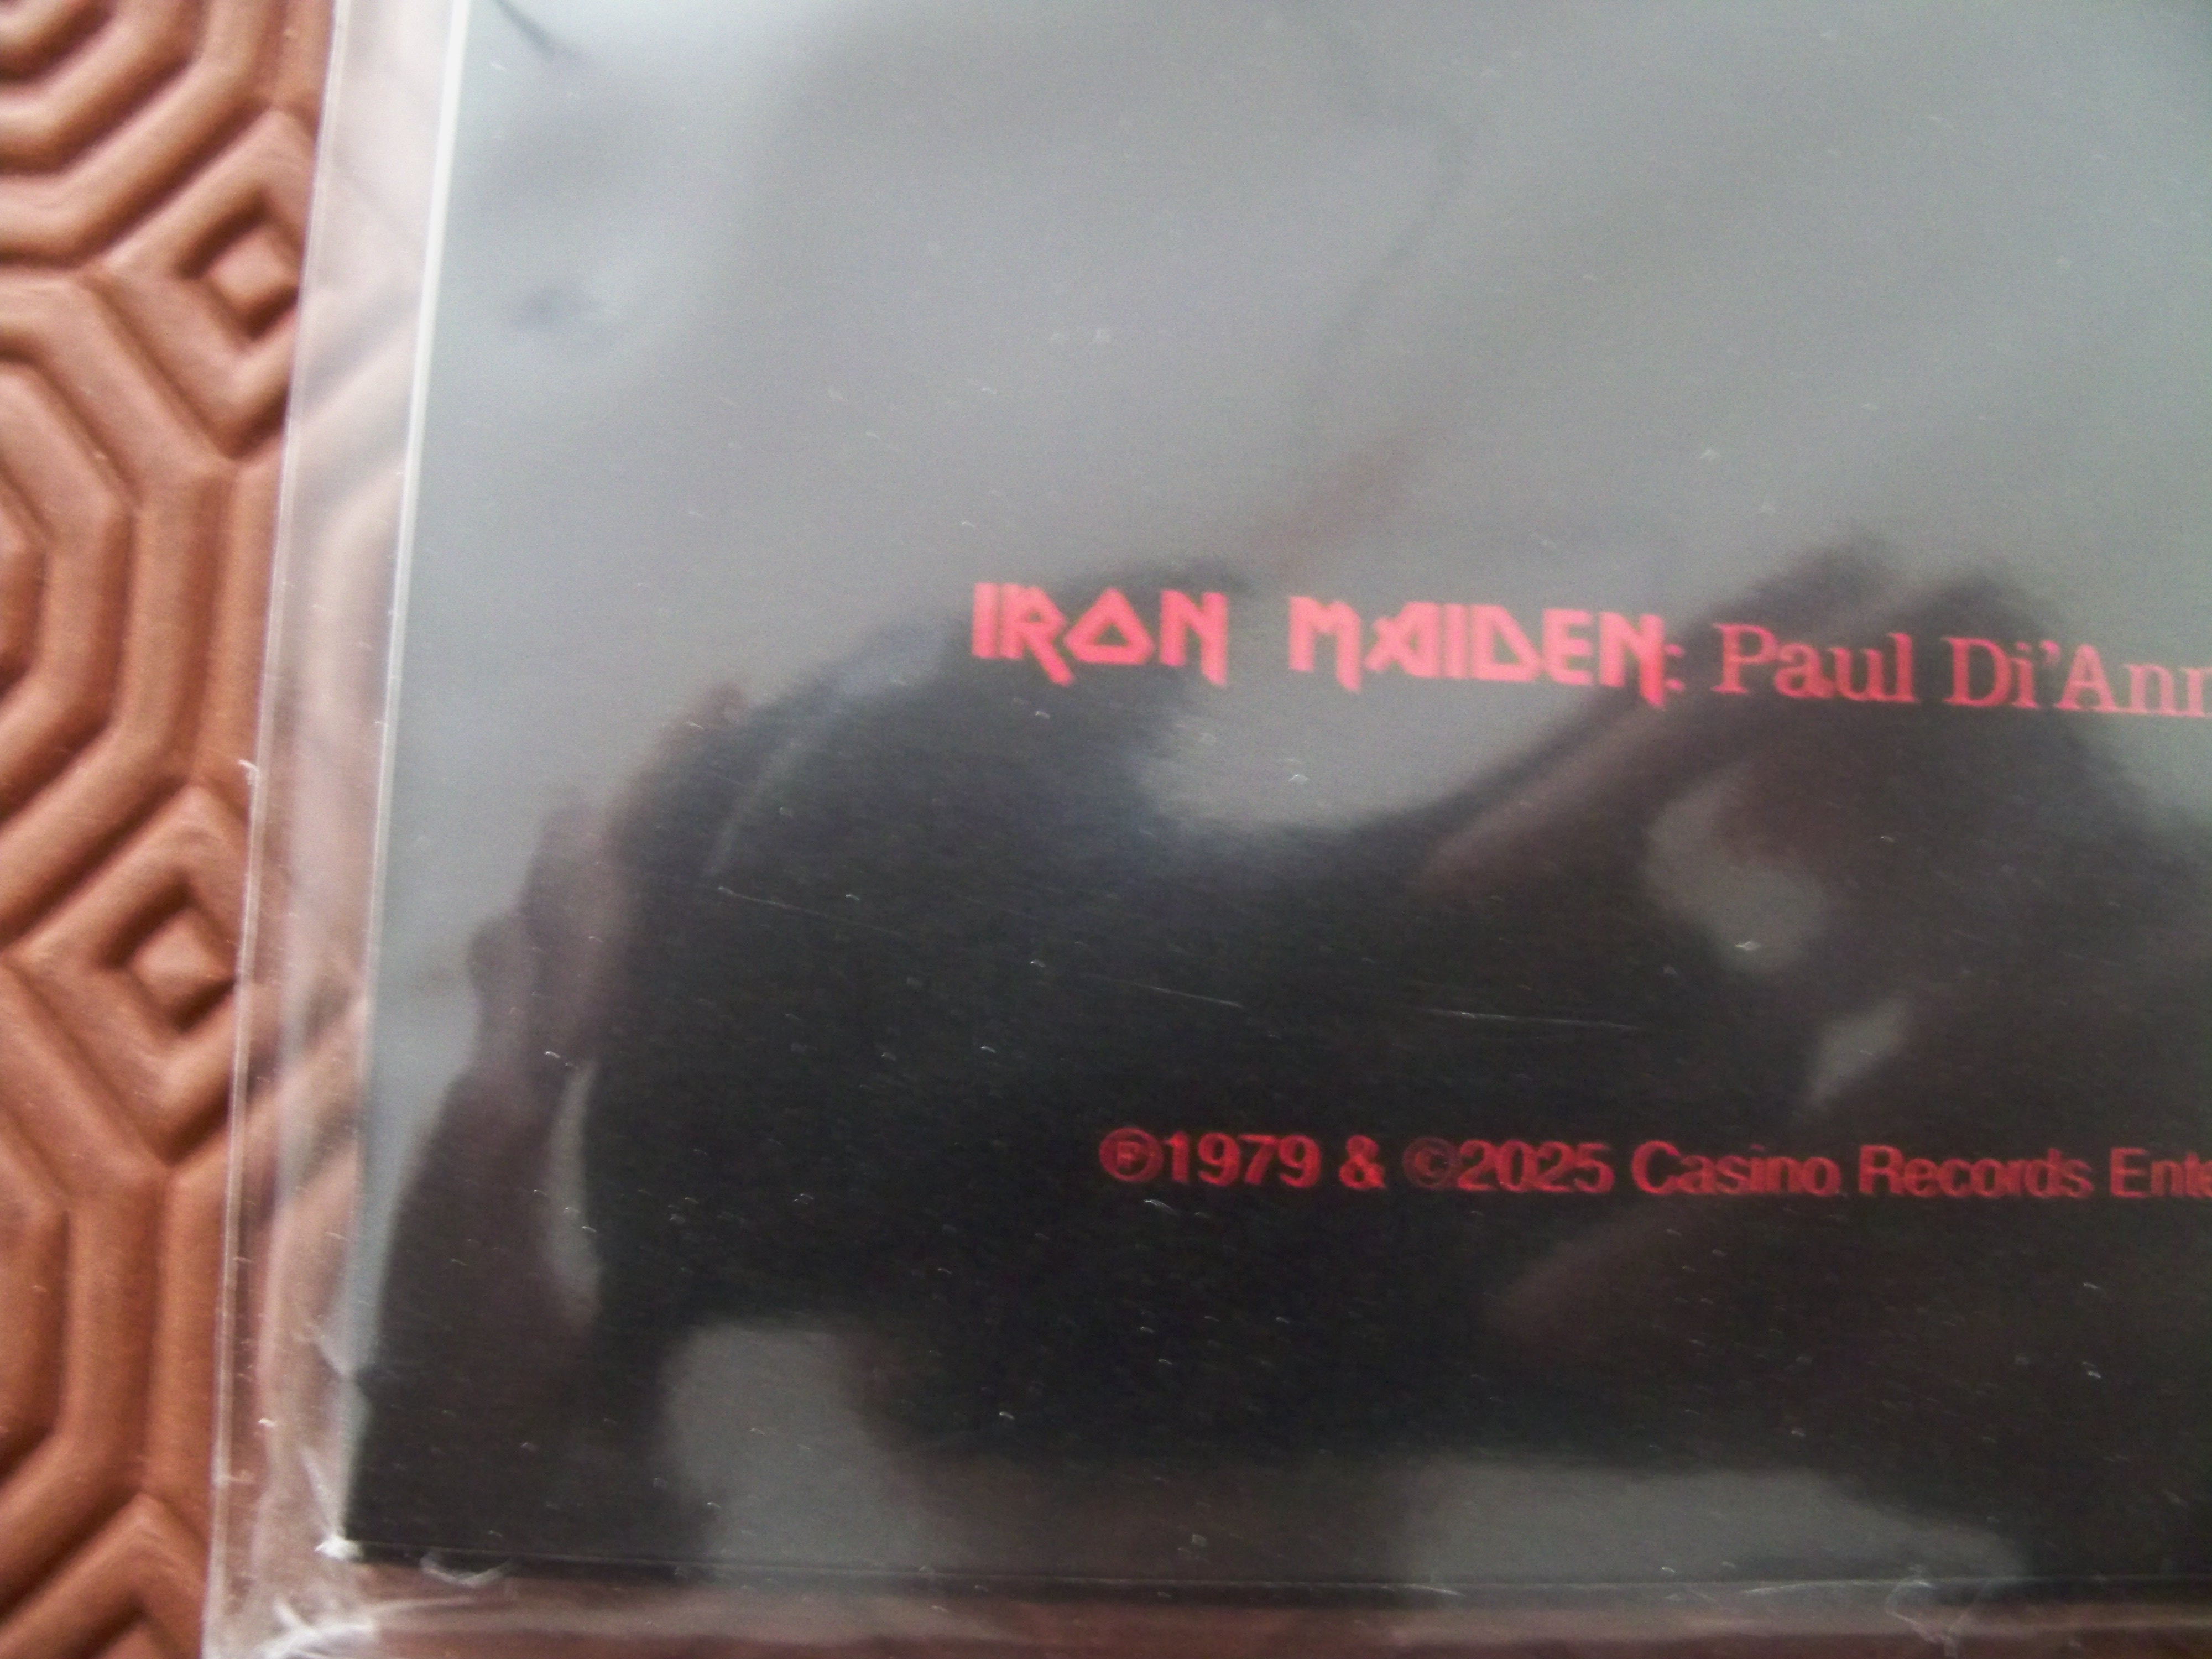 IRON MAIDEN: Paul Di'Ann
℗1979 & ©2025 Casino Records Ente